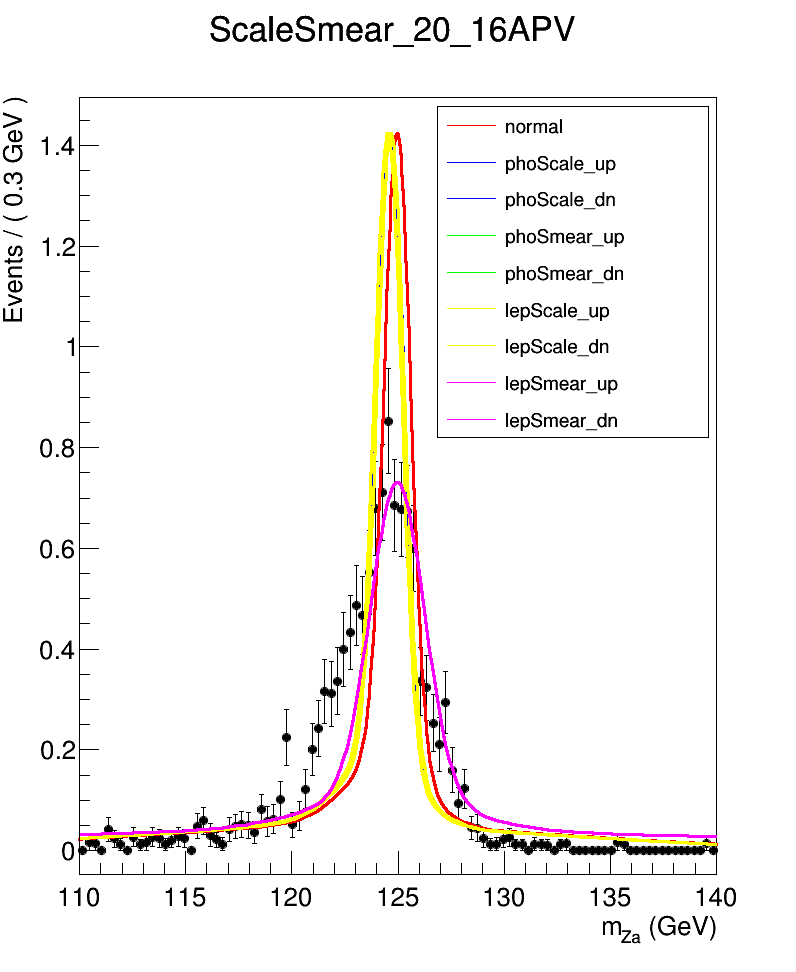 ScaleSmear_20_16APV
Events / ( 0.3 GeV )
1.4
1.2
1
0.8
0.6
0.4
0.2
0
normal
phoScale_up
phoScale_dn
phoSmear_up
phoSmear_dn
lepScale_up
lepScale_dn
lepSmear_up
lepSmear_dn
110 115 120 125 130 135 140
m_Za (GeV)